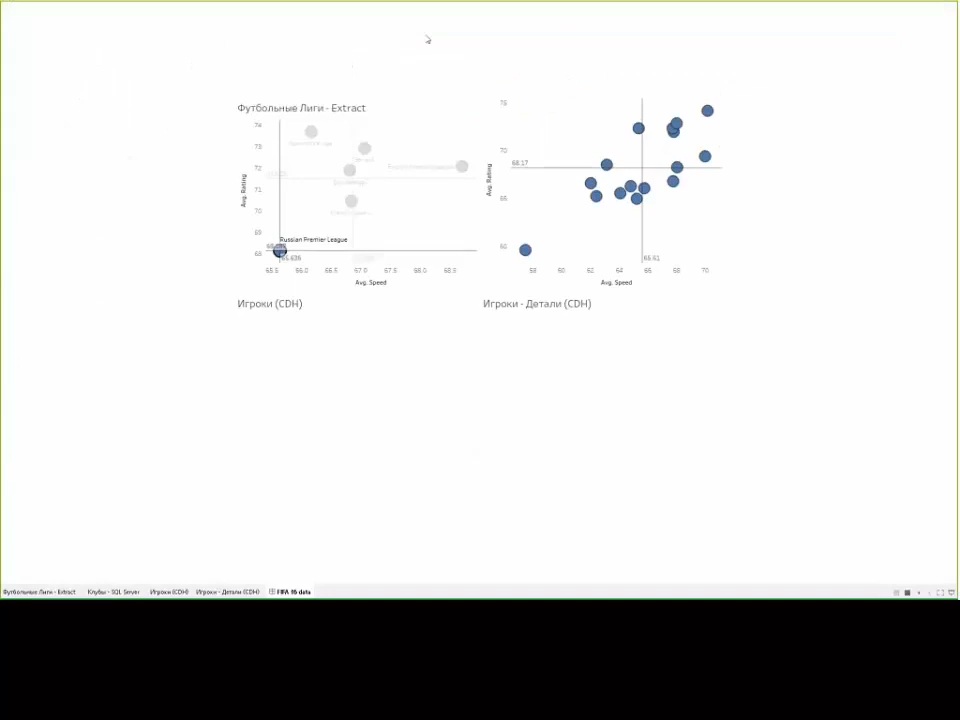 Футбольные Лиги - Extract
74
73
72
71
70
69
68
Avg. Rating
Russian Premier League
65.636
65.5 66.0 66.5 67.0 67.5 68.0 68.5
Avg. Speed
75
70
65
60
Avg. Rating
68.17
65.61
58 60 62 64 66 68 70
Avg. Speed
Игроки (CDH)
Игроки - Детали (CDH)
Футбольные Лиги - Extract Клубы - SQL Server Игроки (CDH) Игроки - Детали (CDH) FIFA 16 data